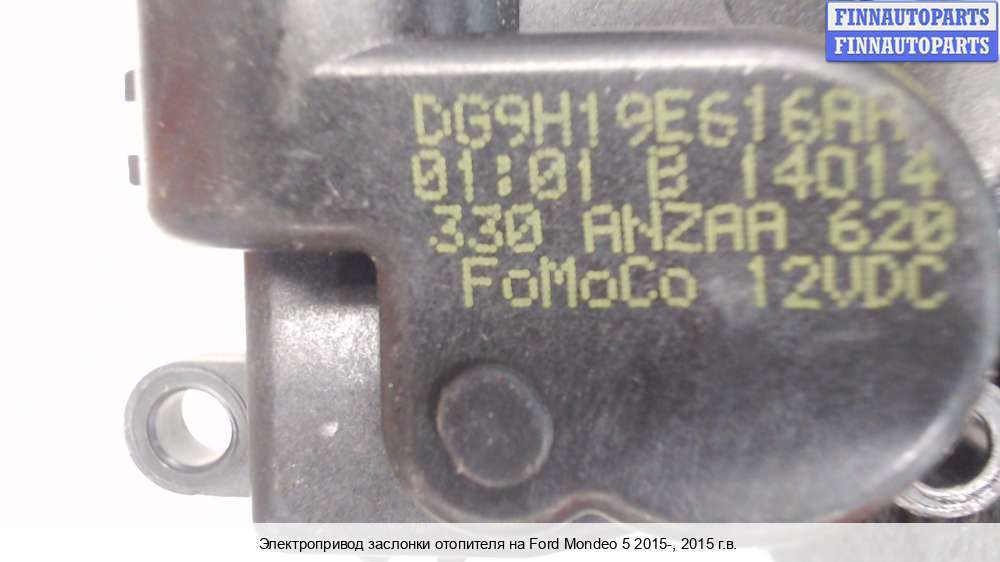 FINNAUTOPARTS
FINNAUTOPARTS
DG9H19E616AA
01:01 B 14014
330 ANZAA 620
FoMoCo 12VDC
Электропривод заслонки отопителя на Ford Mondeo 5 2015-, 2015 г.в.